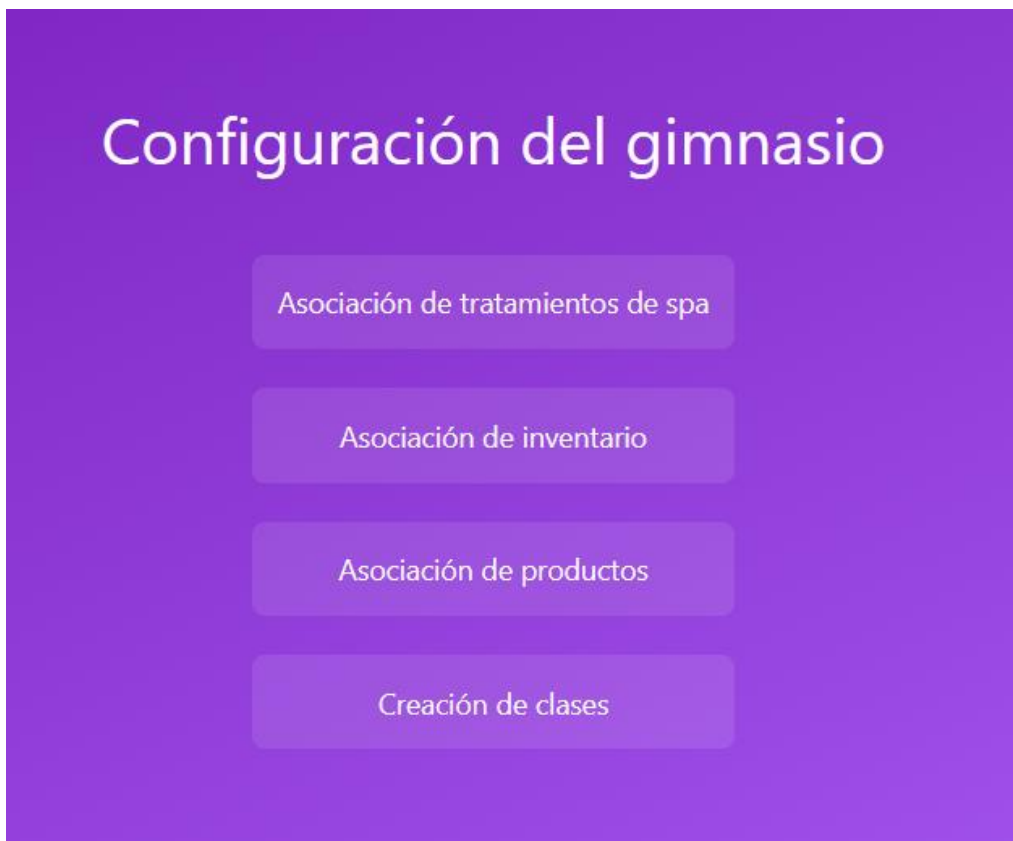 Configuración del gimnasio
Asociación de tratamientos de spa
Asociación de inventario
Asociación de productos
Creación de clases